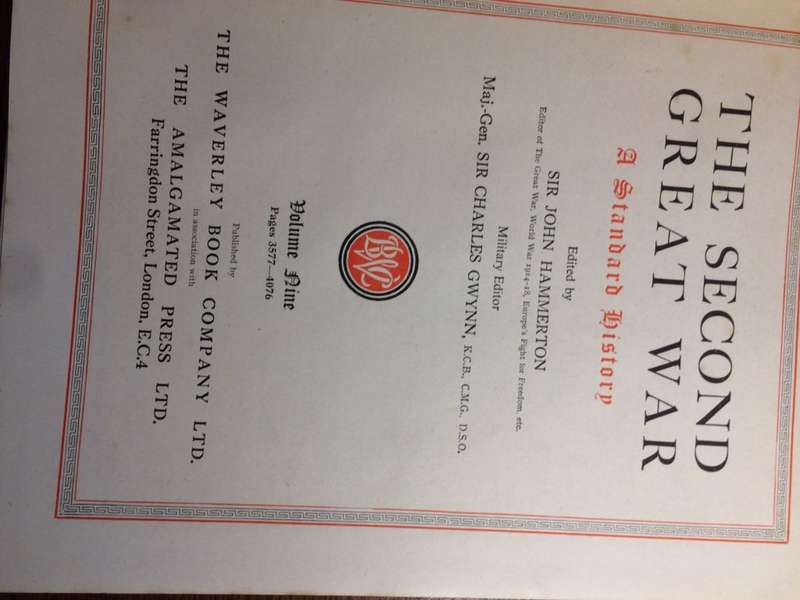 THE SECOND
GREAT WAR
A Standard History
Edited by
SIR JOHN HAMMERTON
Editor of The Great War, World War 1914-18, Europe's Fight for Freedom, etc.
Military Editor
Maj.-Gen. SIR CHARLES GWYNN, K.C.B., C.M.G., D.S.O.
Volume Nine
Pages 3577—4076
Published by
THE WAVERLEY BOOK COMPANY LTD.
in association with
THE AMALGAMATED PRESS LTD.
Farringdon Street, London, E.C.4